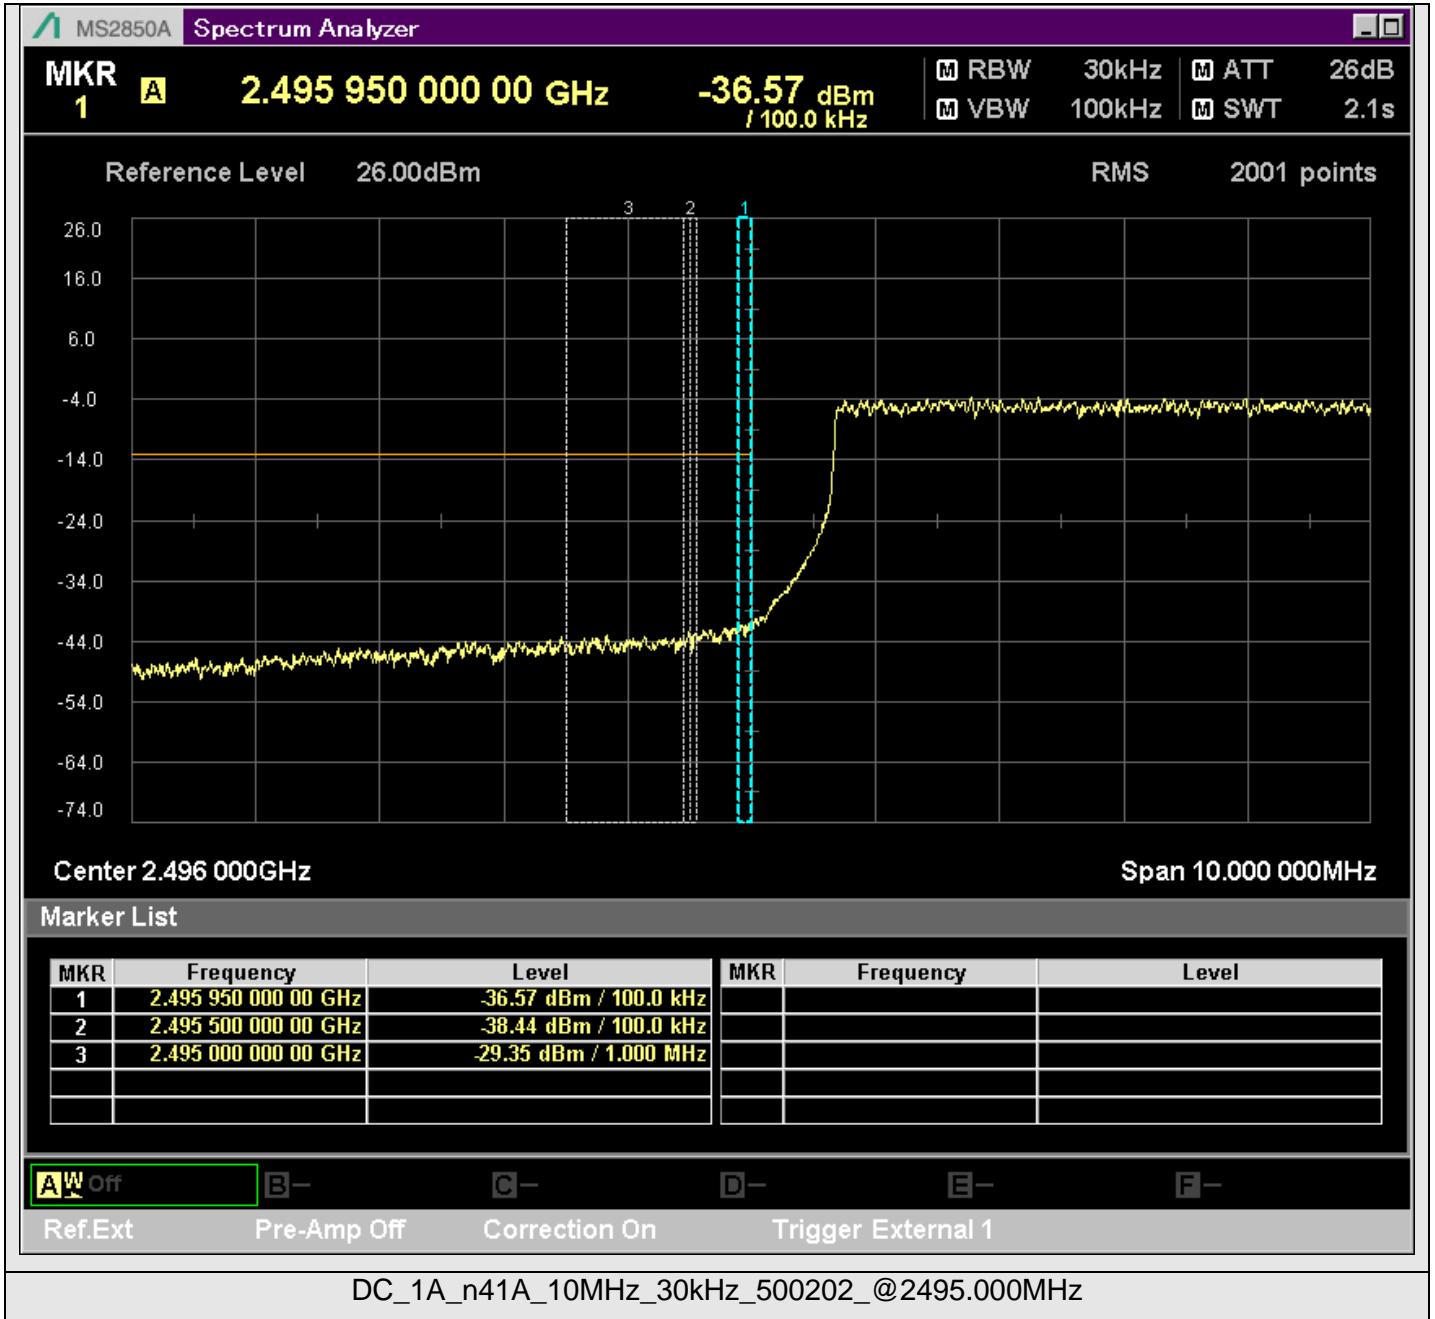 MS2850A Spectrum Analyzer
MKR 1 A 2.495 950 000 00 GHz -36.57 dBm / 100.0 kHz
M RBW 30kHz M ATT 26dB
M VBW 100kHz M SWT 2.1s
Reference Level 26.00dBm RMS 2001 points
3 2 1
26.0
16.0
6.0
-4.0
-14.0
-24.0
-34.0
-44.0
-54.0
-64.0
-74.0
Center 2.496 000GHz Span 10.000 000MHz
Marker List
MKR Frequency Level MKR Frequency Level
1 2.495 950 000 00 GHz -36.57 dBm / 100.0 kHz
2 2.495 500 000 00 GHz -38.44 dBm / 100.0 kHz
3 2.495 000 000 00 GHz -29.35 dBm / 1.000 MHz
A W Off B - C - D - E - F -
Ref.Ext Pre-Amp Off Correction On Trigger External 1
DC_1A_n41A_10MHz_30kHz_500202_@2495.000MHz